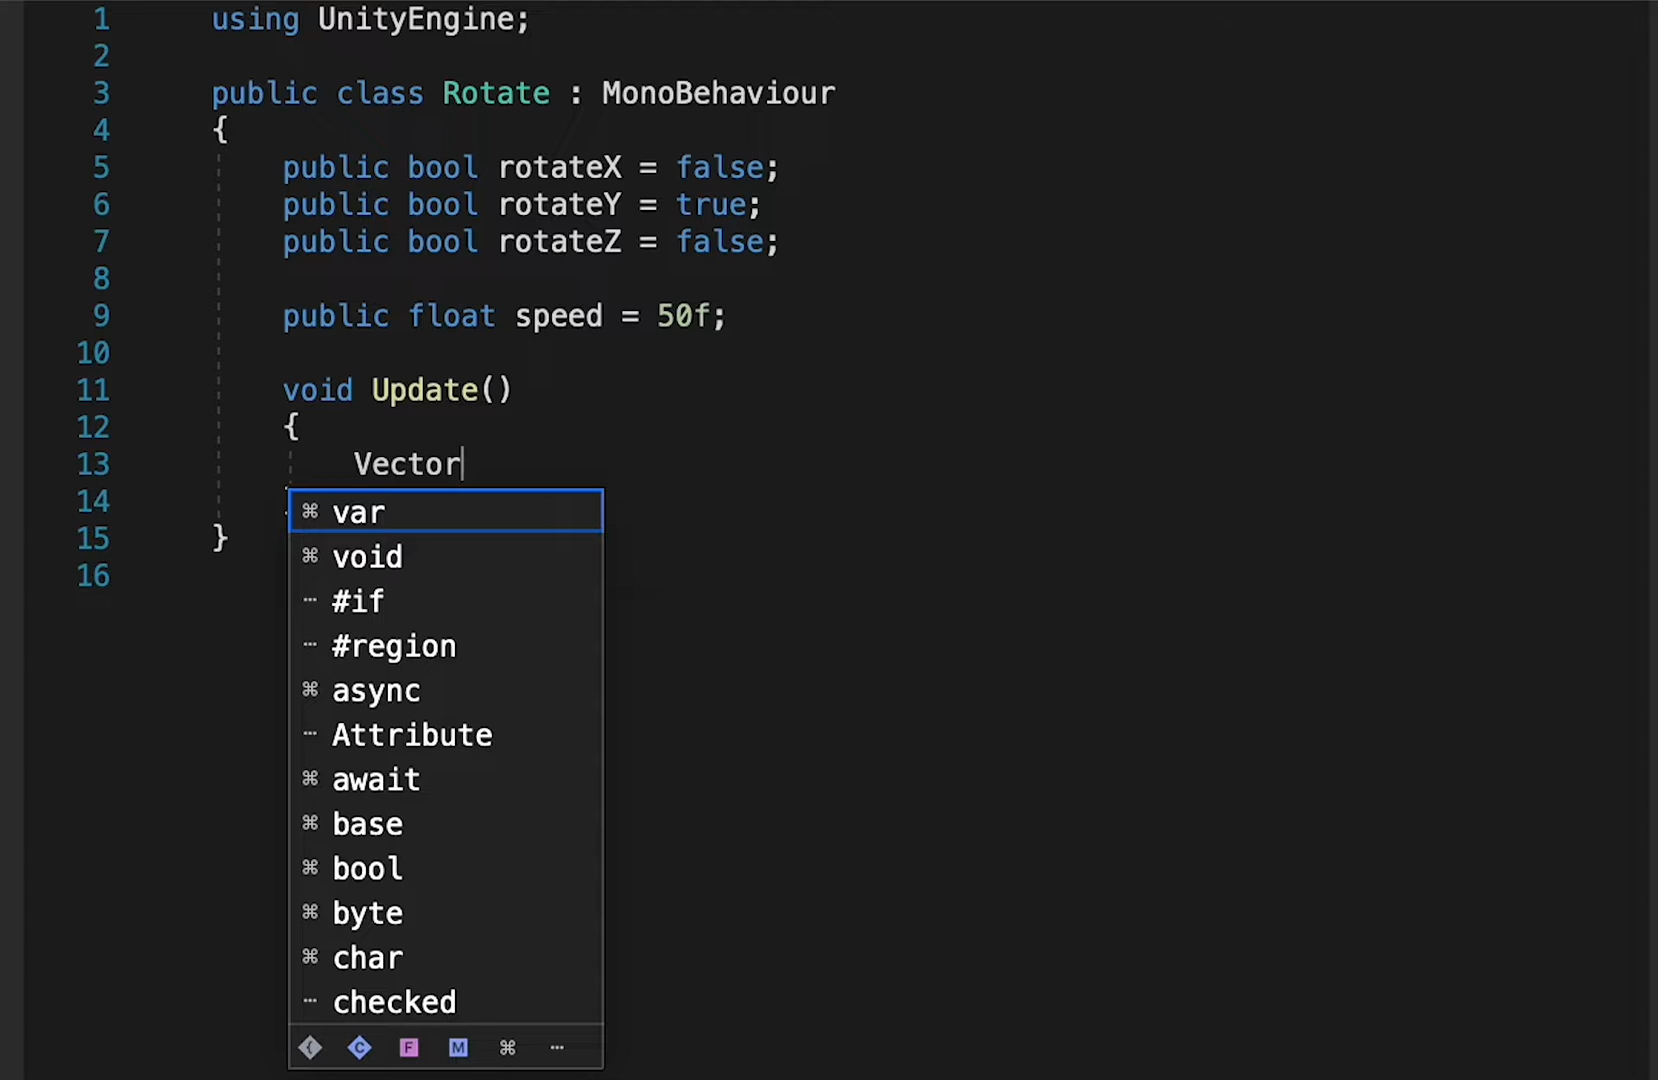 1 using UnityEngine;
2
3 public class Rotate : MonoBehaviour
4 {
5 public bool rotateX = false;
6 public bool rotateY = true;
7 public bool rotateZ = false;
8
9 public float speed = 50f;
10
11 void Update()
12 {
13 Vector
14
15 }
16
⌘ var
⌘ void
··· #if
··· #region
⌘ async
··· Attribute
⌘ await
⌘ base
⌘ bool
⌘ byte
⌘ char
··· checked
{ C F M ⌘ ···